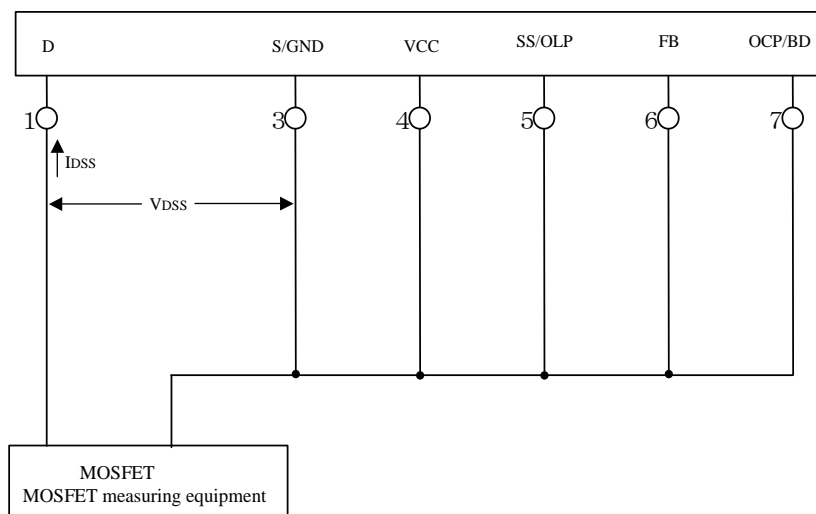 D S/GND VCC SS/OLP FB OCP/BD
1 3 4 5 6 7
IDSS
VDSS
MOSFET
MOSFET measuring equipment